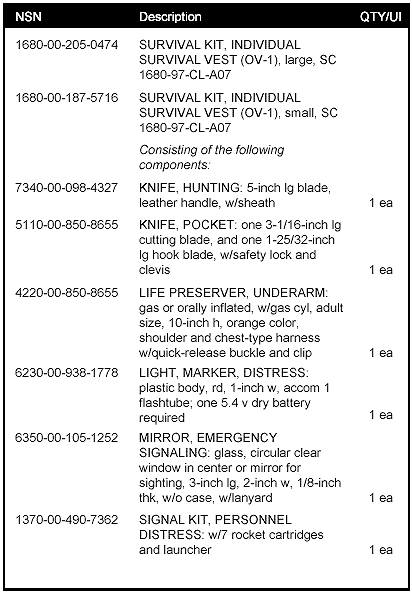 NSN Description QTY/UI
1680-00-205-0474 SURVIVAL KIT, INDIVIDUAL
SURVIVAL VEST (OV-1), large, SC
1680-97-CL-A07
1680-00-187-5716 SURVIVAL KIT, INDIVIDUAL
SURVIVAL VEST (OV-1), small, SC
1680-97-CL-A07
Consisting of the following
components:
7340-00-098-4327 KNIFE, HUNTING: 5-inch lg blade,
leather handle, w/sheath 1 ea
5110-00-850-8655 KNIFE, POCKET: one 3-1/16-inch lg
cutting blade, and one 1-25/32-inch
lg hook blade, w/safety lock and
clevis 1 ea
4220-00-850-8655 LIFE PRESERVER, UNDERARM:
gas or orally inflated, w/gas cyl, adult
size, 10-inch h, orange color,
shoulder and chest-type harness
w/quick-release buckle and clip 1 ea
6230-00-938-1778 LIGHT, MARKER, DISTRESS:
plastic body, rd, 1-inch w, accom 1
flashtube; one 5.4 v dry battery
required 1 ea
6350-00-105-1252 MIRROR, EMERGENCY
SIGNALING: glass, circular clear
window in center or mirror for
sighting, 3-inch lg, 2-inch w, 1/8-inch
thk, w/o case, w/lanyard 1 ea
1370-00-490-7362 SIGNAL KIT, PERSONNEL
DISTRESS: w/7 rocket cartridges
and launcher 1 ea